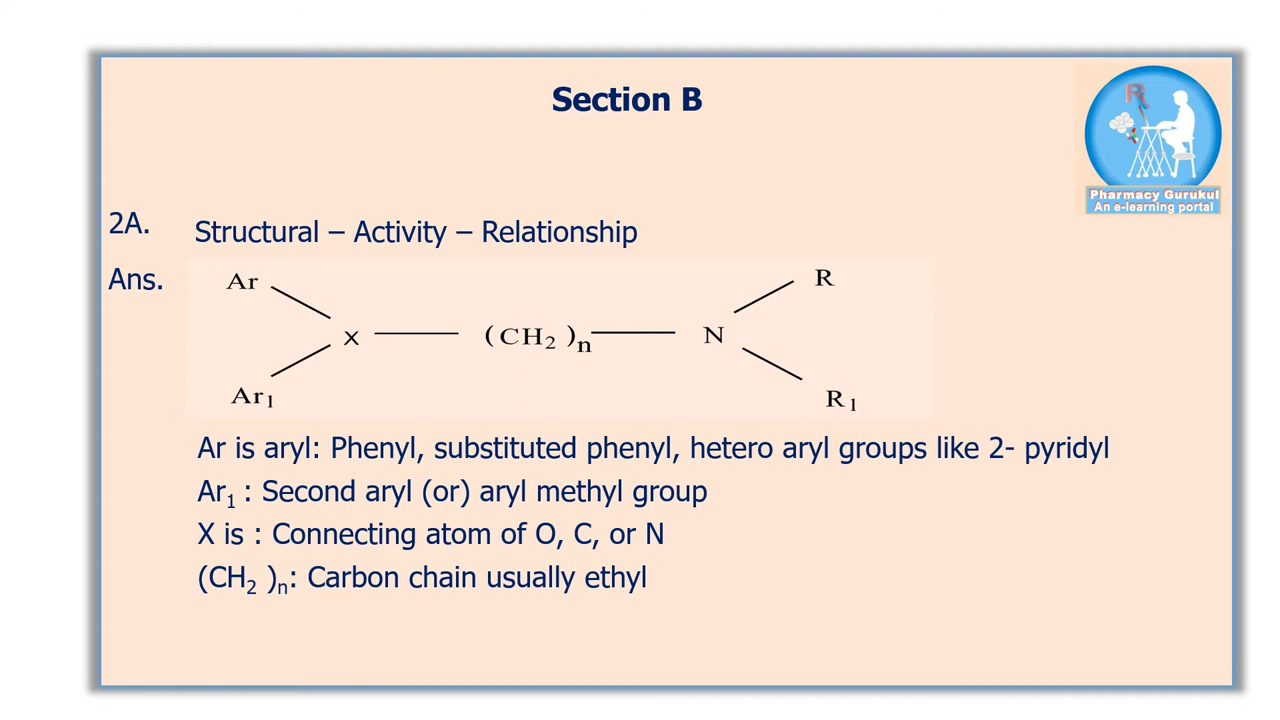 Section B
Rx
Pharmacy Gurukul
An e-learning portal
2A. Structural – Activity – Relationship
Ans.
Ar R
X (CH₂)ₙ N
Ar₁ R₁
Ar is aryl: Phenyl, substituted phenyl, hetero aryl groups like 2- pyridyl
Ar₁ : Second aryl (or) aryl methyl group
X is : Connecting atom of O, C, or N
(CH₂ )ₙ: Carbon chain usually ethyl